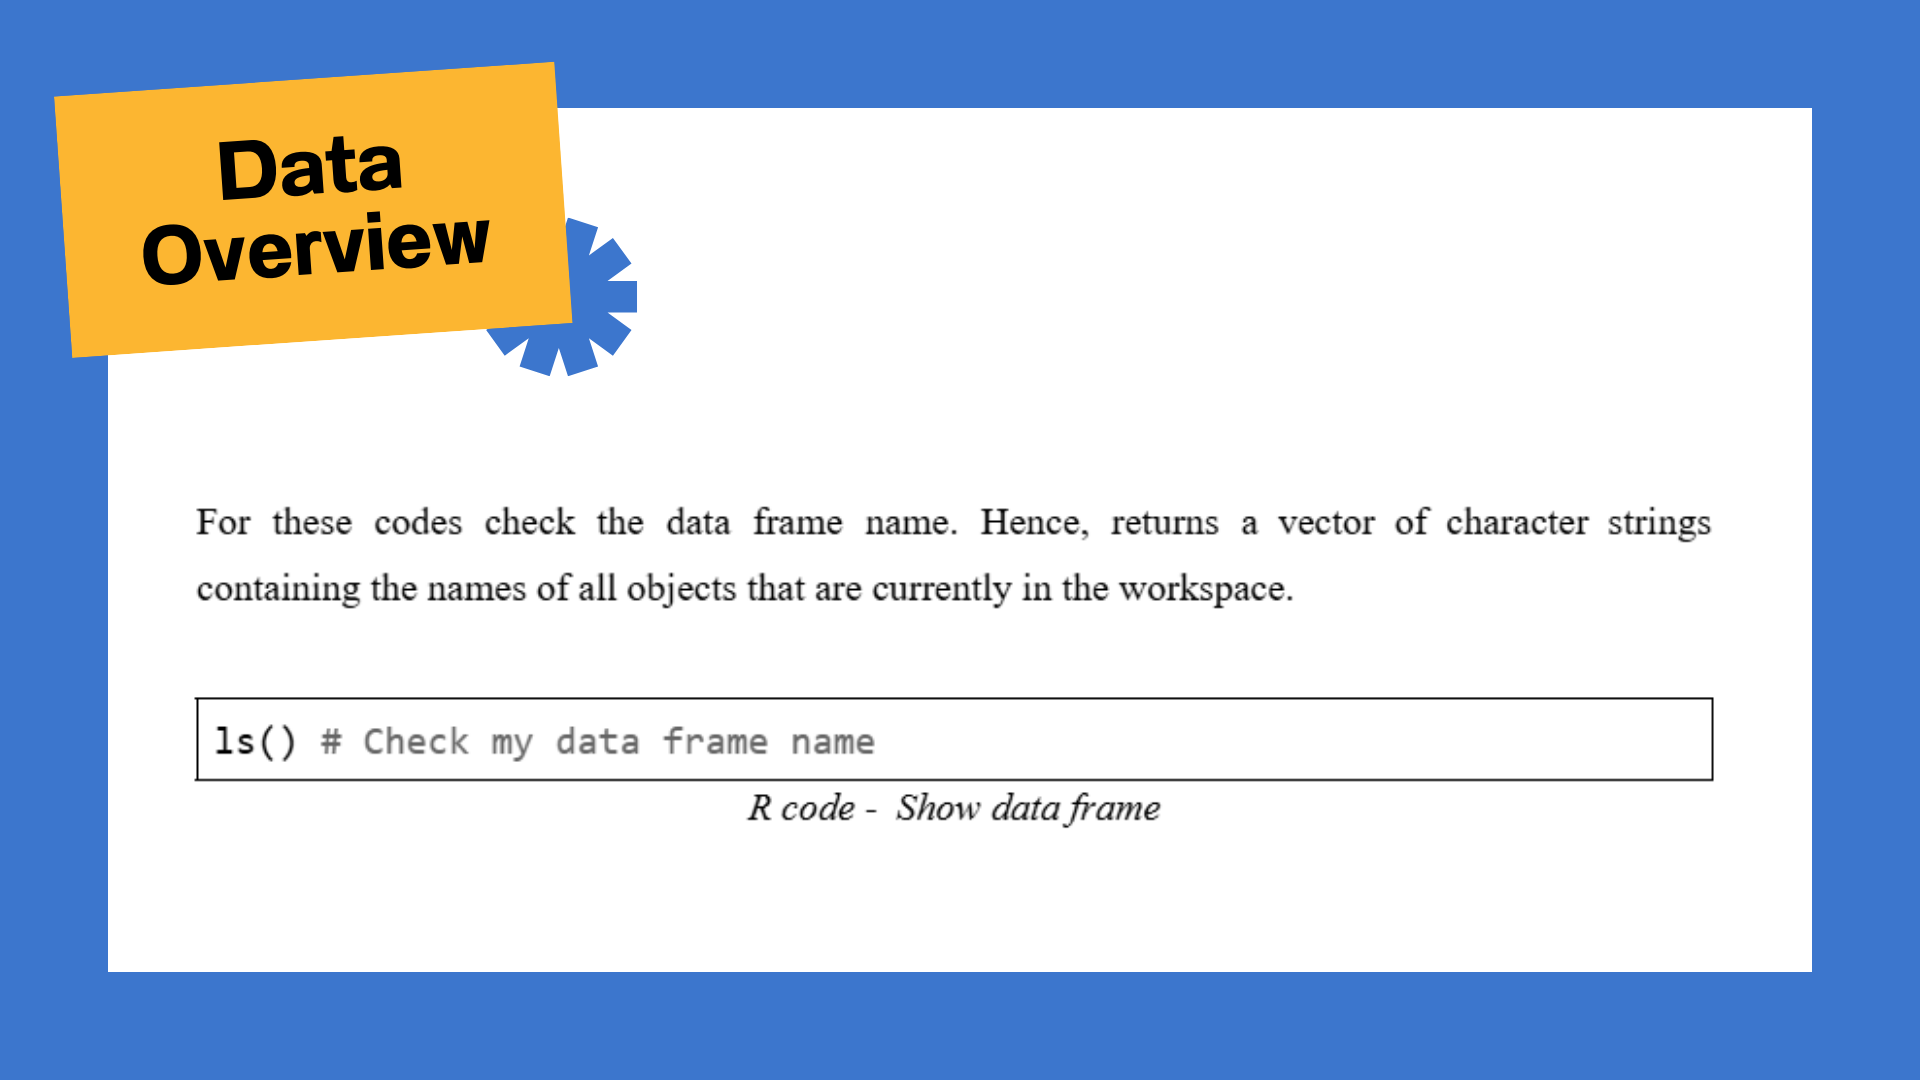 Data
Overview
For these codes check the data frame name. Hence, returns a vector of character strings
containing the names of all objects that are currently in the workspace.
ls() # Check my data frame name
R code - Show data frame